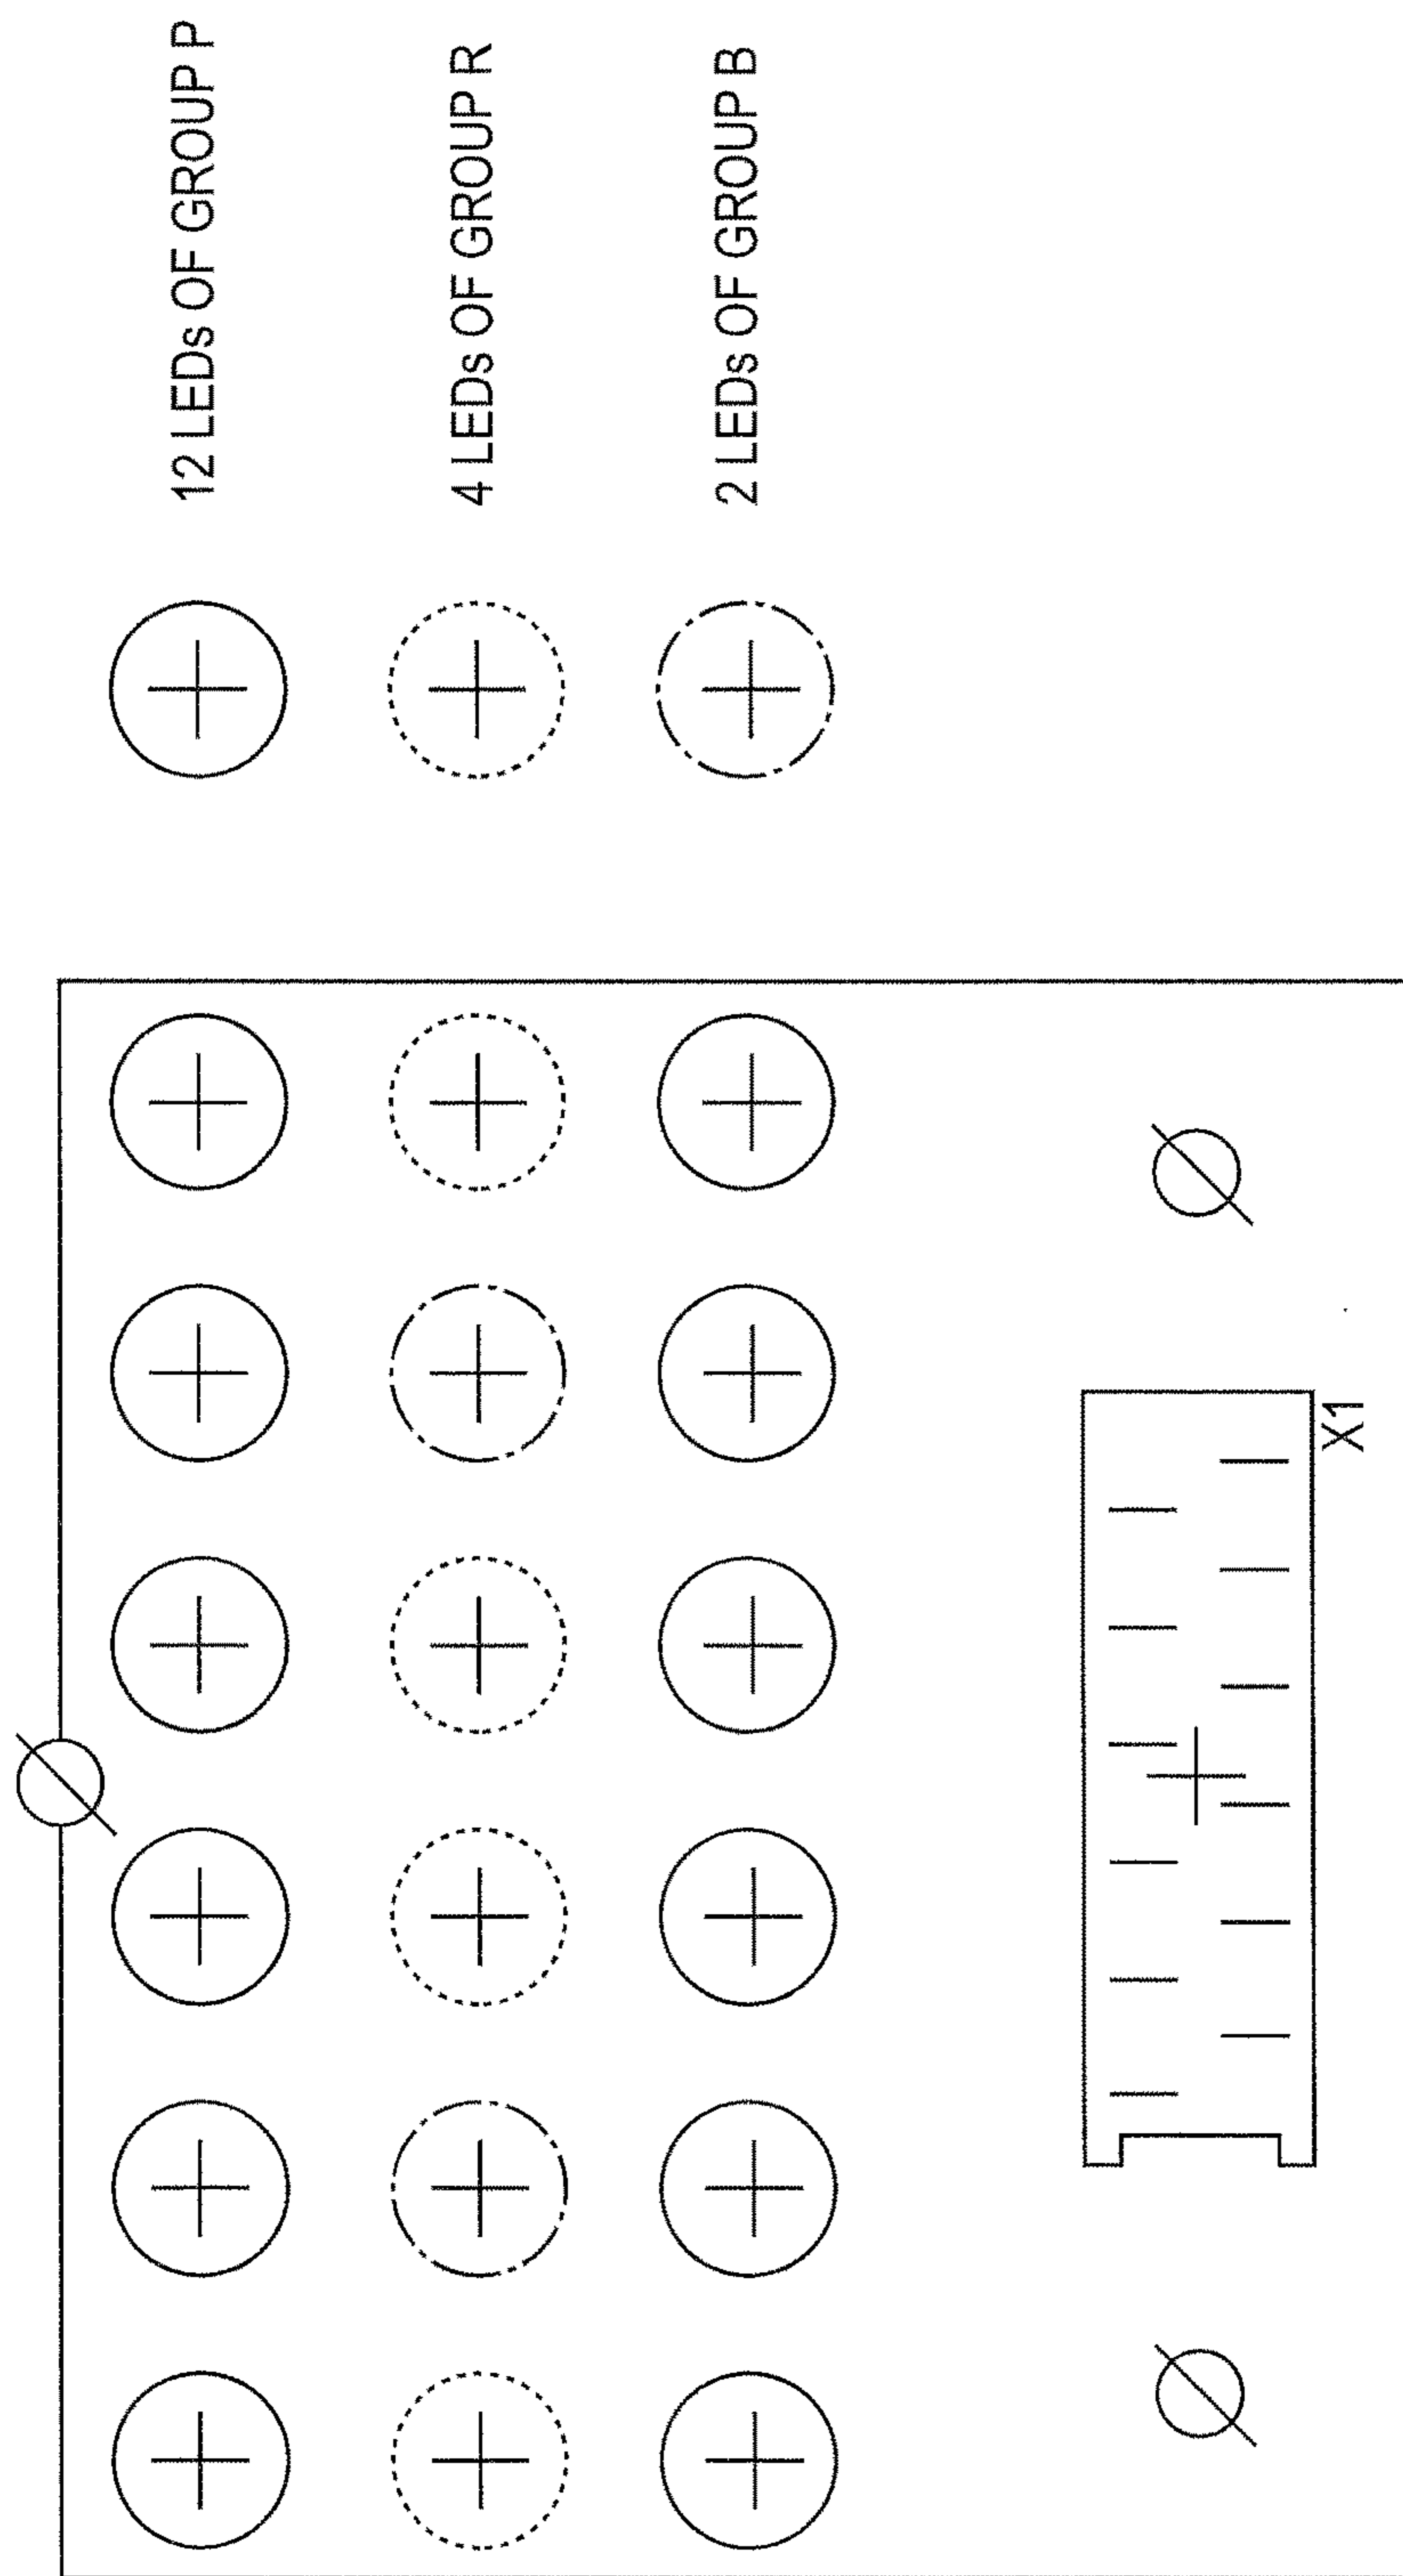 12 LEDs OF GROUP P
4 LEDs OF GROUP R
2 LEDs OF GROUP B
X1